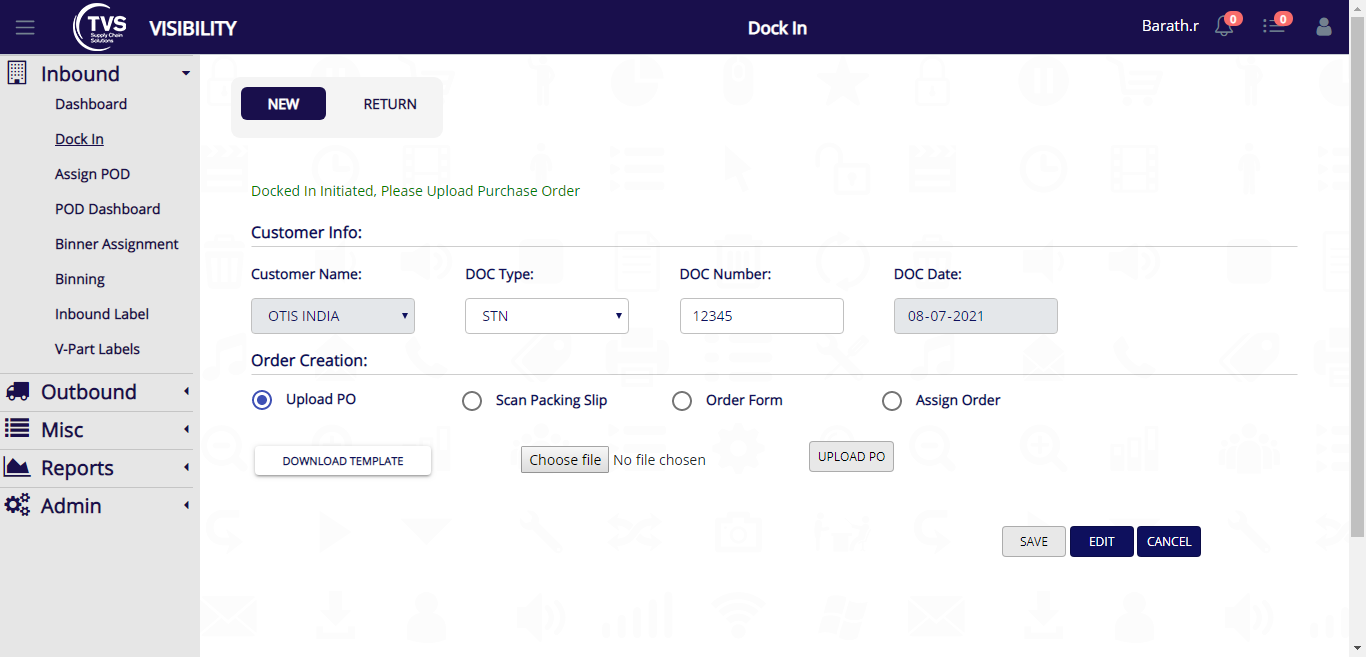 TVS
Supply Chain
Solutions
VISIBILITY
Dock In
Barath.r
0
0
Inbound
Dashboard
Dock In
Assign POD
POD Dashboard
Binner Assignment
Binning
Inbound Label
V-Part Labels
Outbound
Misc
Reports
Admin
NEW RETURN
Docked In Initiated, Please Upload Purchase Order
Customer Info:
Customer Name: DOC Type: DOC Number: DOC Date:
OTIS INDIA STN 12345 08-07-2021
Order Creation:
Upload PO Scan Packing Slip Order Form Assign Order
DOWNLOAD TEMPLATE Choose file No file chosen UPLOAD PO
SAVE EDIT CANCEL